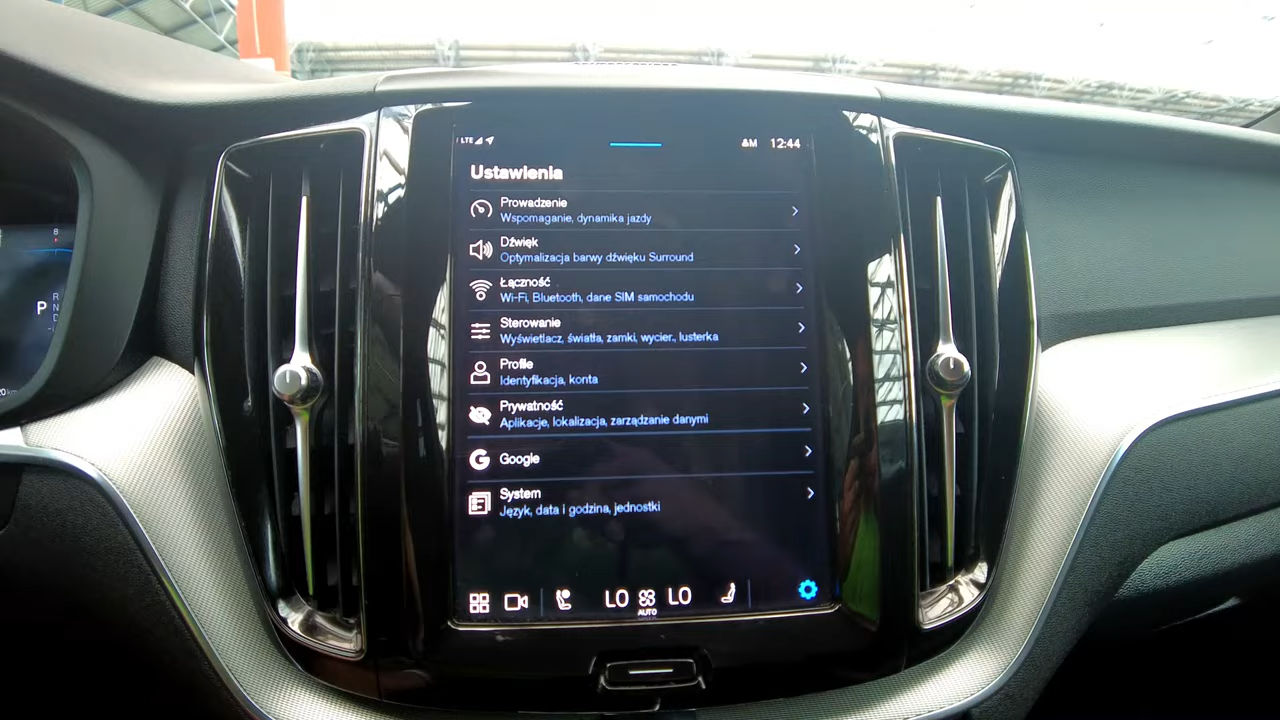 LTE
12:44
Ustawienia
Prowadzenie
Wspomaganie, dynamika jazdy
Dźwięk
Optymalizacja barwy dźwięku Surround
Łączność
Wi-Fi, Bluetooth, dane SIM samochodu
Sterowanie
Wyświetlacz, światła, zamki, wycier., lusterka
Profile
Identyfikacja, konta
Prywatność
Aplikacje, lokalizacja, zarządzanie danymi
Google
System
Język, data i godzina, jednostki
LO LO
AUTO
8
R
P N
D